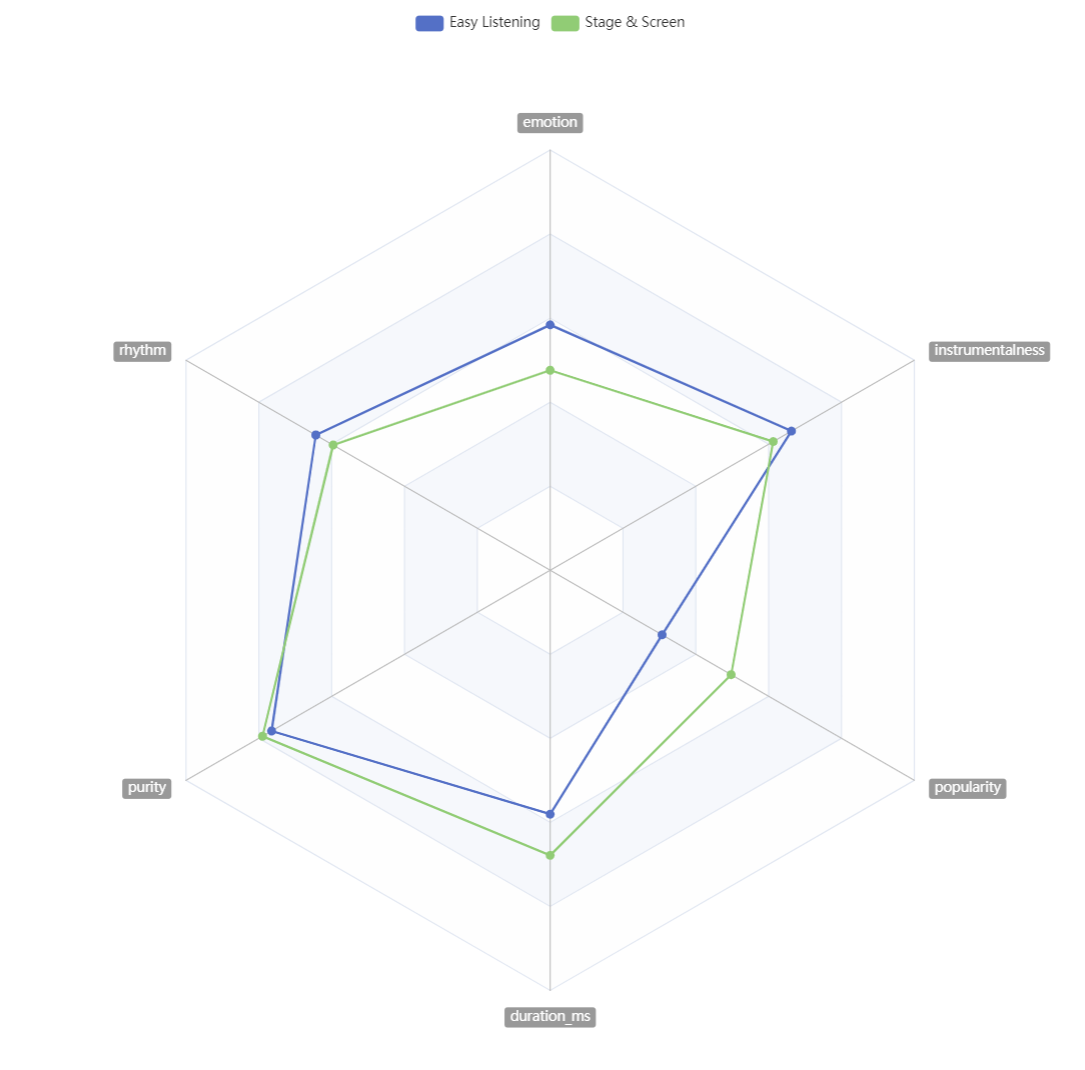 Easy Listening Stage & Screen
emotion
rhythm
instrumentalness
purity
popularity
duration_ms